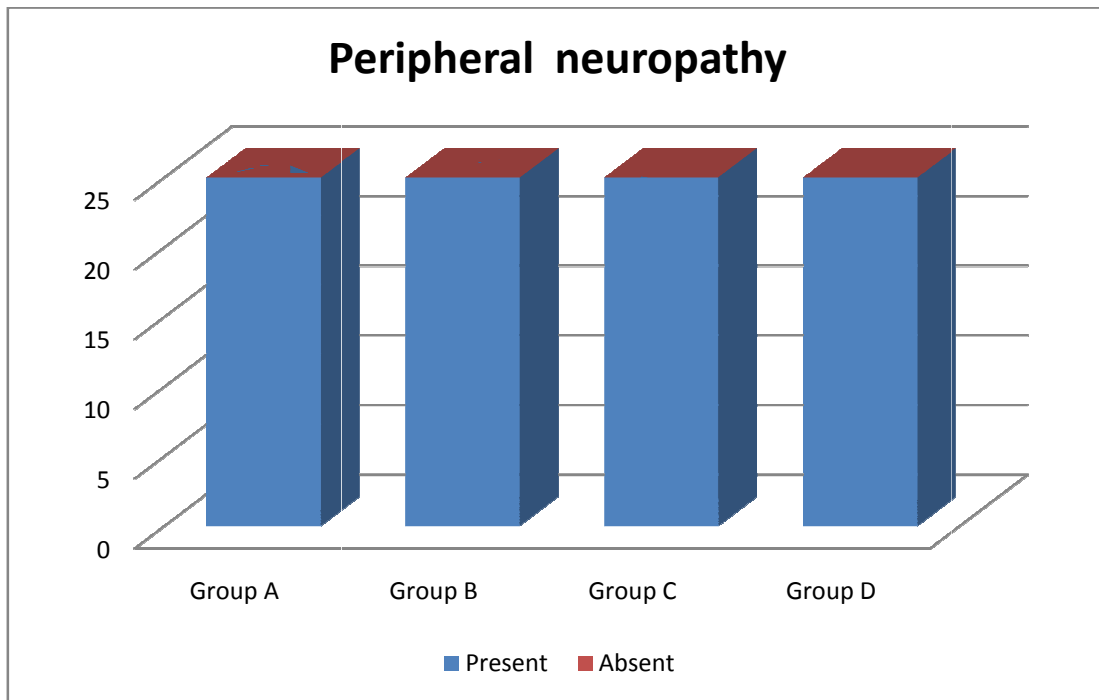 Peripheral  neuropathy
25
20
15
10
5
0
Group A
Group B
Group C
Group D
Present
Absent